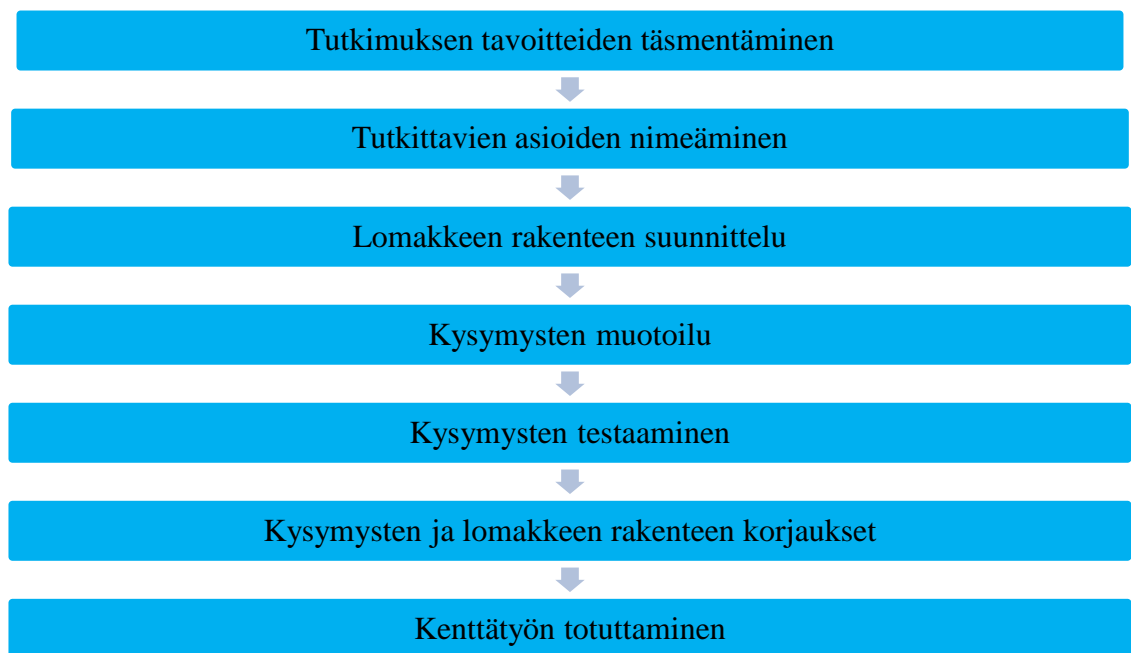 Tutkimuksen tavoitteiden täsmentäminen
Tutkittavien asioiden nimeäminen
Lomakkeen rakenteen suunnittelu
Kysymysten muotoilu
Kysymysten testaaminen
Kysymysten ja lomakkeen rakenteen korjaukset
Kenttätyön totuttaminen